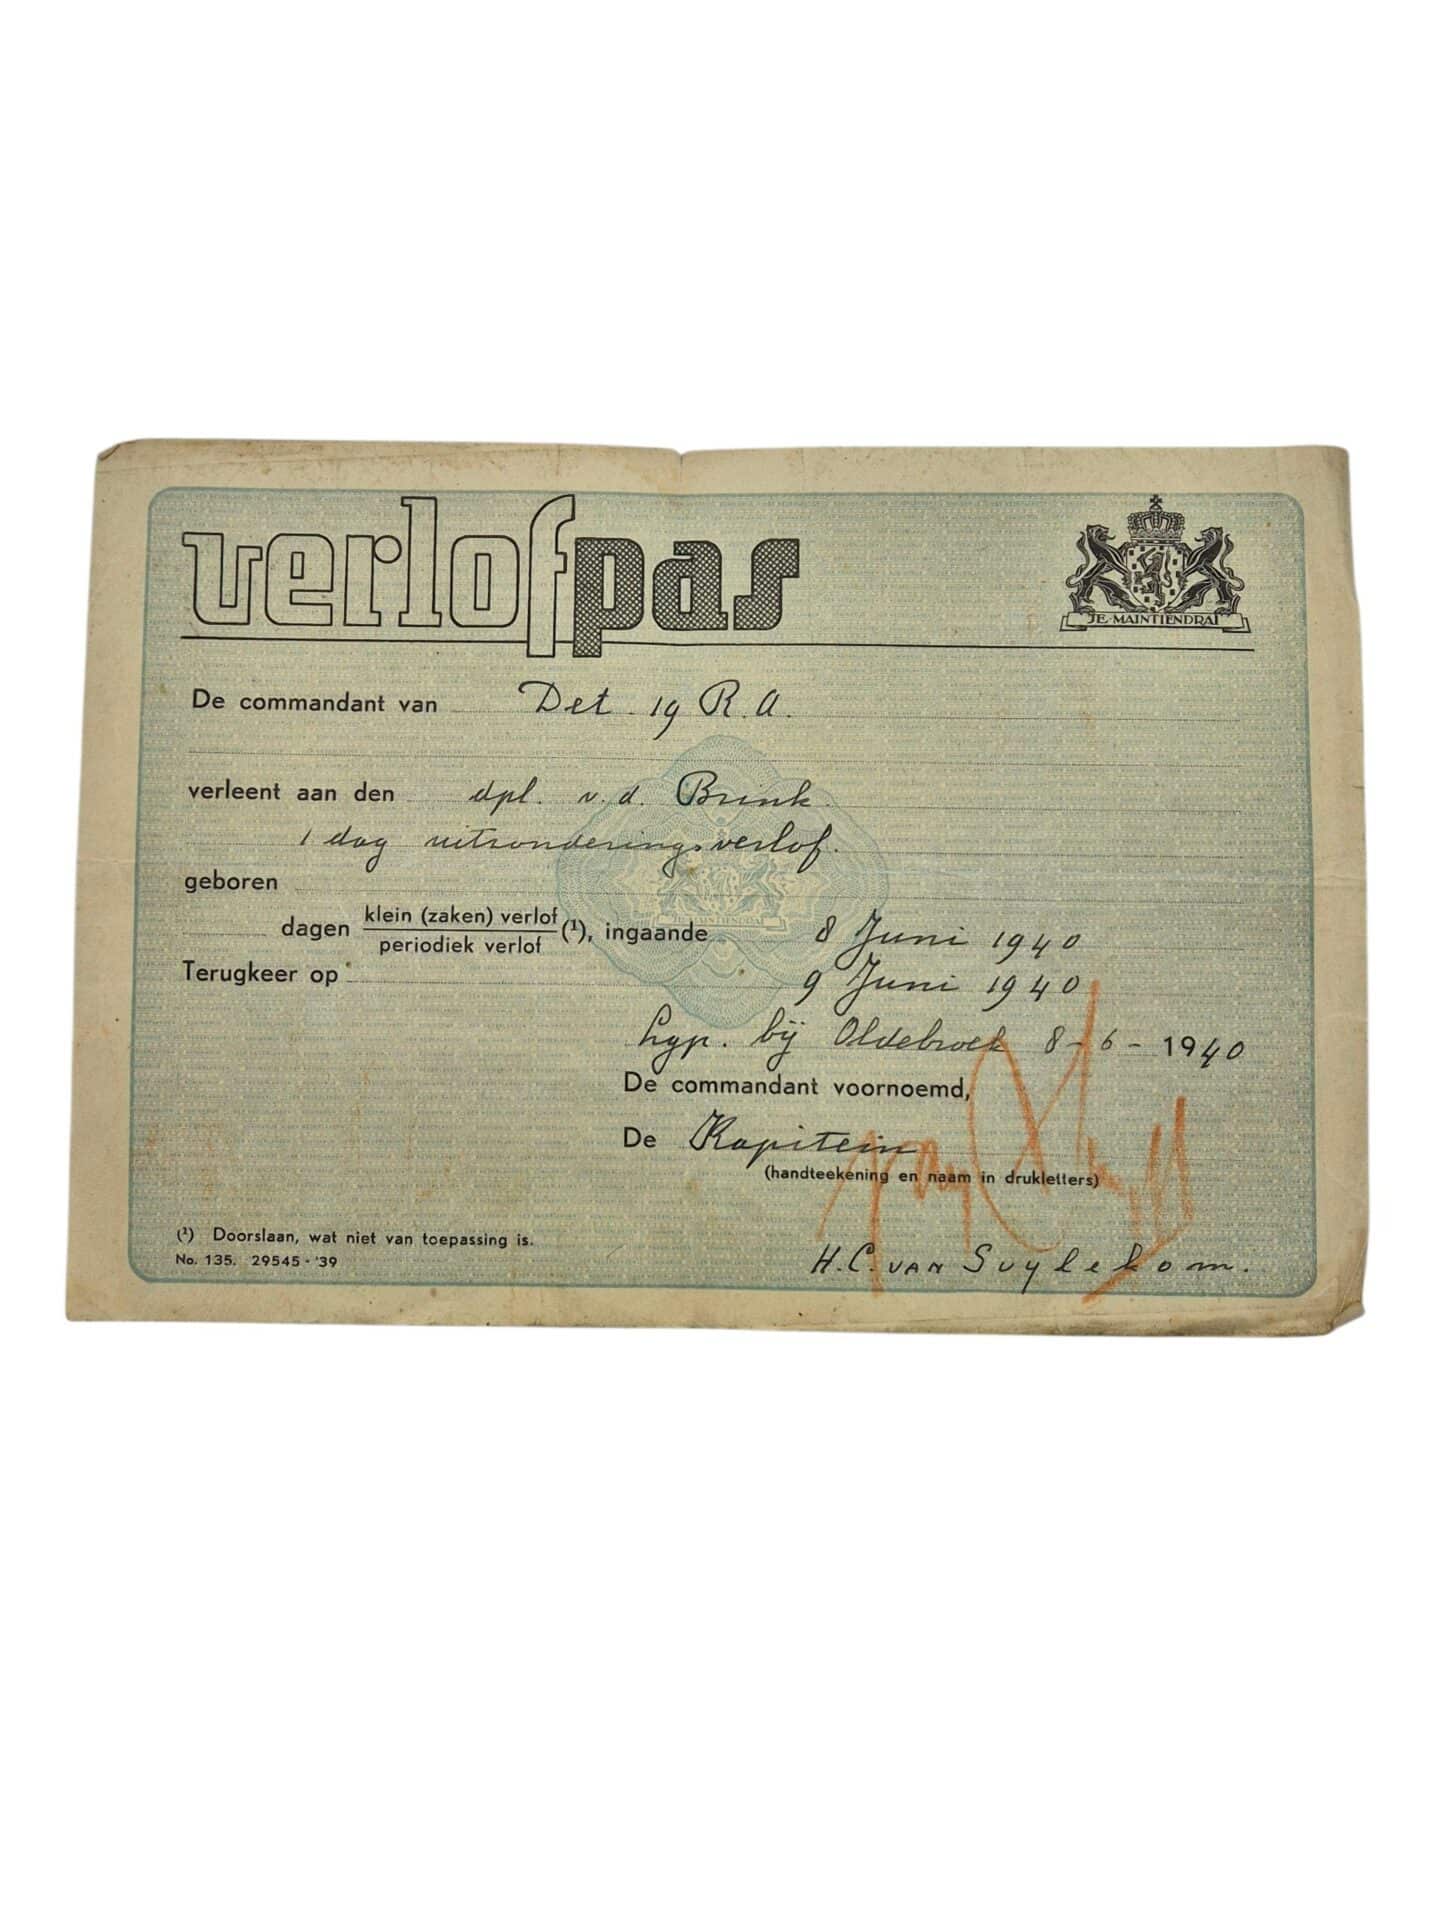 verlofpas
JE·MAINTIENDRAI
De commandant van Det. 19 R.A.
verleent aan den dpl. v. d. Brink.
1 dag uitzonderingsverlof.
geboren
dagen klein (zaken) verlof
periodiek verlof (¹), ingaande 8 Juni 1940
Terugkeer op 9 Juni 1940
Lgp. bij Oldebroek 8-6-1940
De commandant voornoemd,
De Kapitein
(handteekening en naam in drukletters)
(¹) Doorslaan, wat niet van toepassing is.
No. 135. 29545 - '39
H.C. VAN Suylekom.